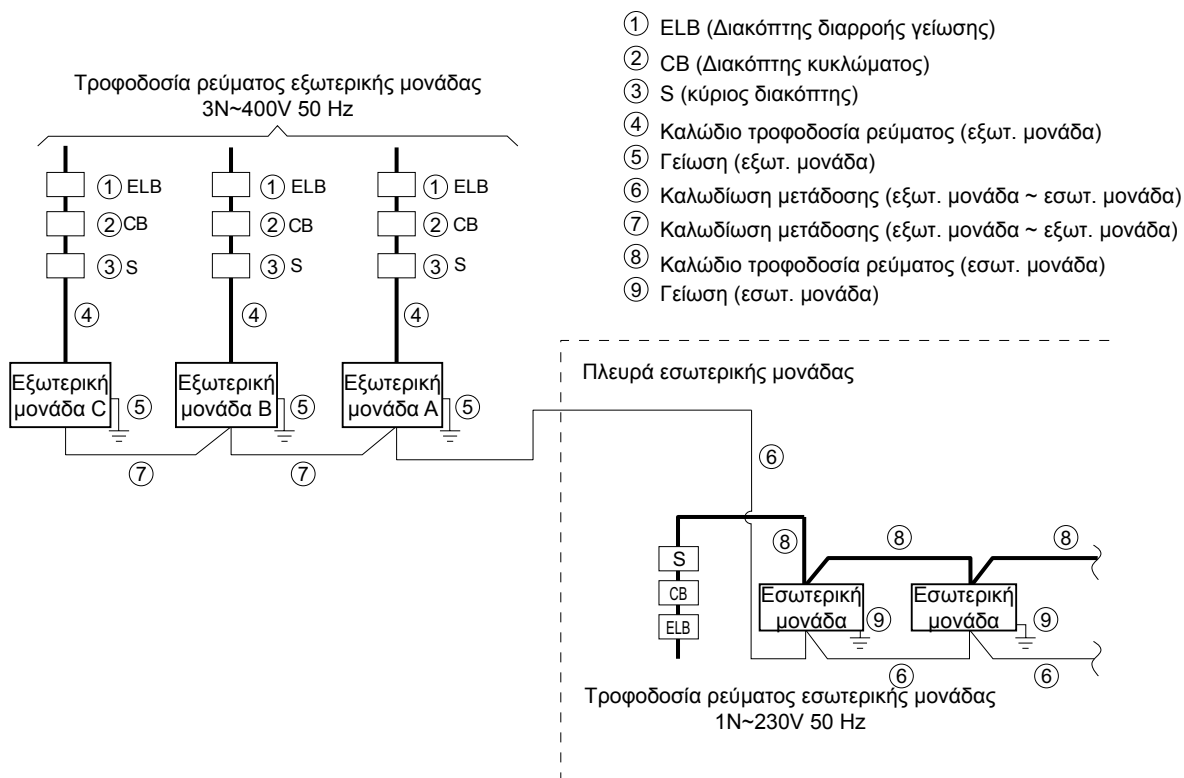 ① ELB (Διακόπτης διαρροής γείωσης)
② CB (Διακόπτης κυκλώματος)
③ S (κύριος διακόπτης)
④ Καλώδιο τροφοδοσία ρεύματος (εξωτ. μονάδα)
⑤ Γείωση (εξωτ. μονάδα)
⑥ Καλωδίωση μετάδοσης (εξωτ. μονάδα ~ εσωτ. μονάδα)
⑦ Καλωδίωση μετάδοσης (εξωτ. μονάδα ~ εξωτ. μονάδα)
⑧ Καλώδιο τροφοδοσία ρεύματος (εσωτ. μονάδα)
⑨ Γείωση (εσωτ. μονάδα)
Τροφοδοσία ρεύματος εξωτερικής μονάδας
3N~400V 50 Hz
① ELB ① ELB ① ELB
② CB ② CB ② CB
③ S ③ S ③ S
④ ④ ④
Εξωτερική μονάδα C ⑤
Εξωτερική μονάδα B ⑤
Εξωτερική μονάδα A ⑤
⑦ ⑦
Πλευρά εσωτερικής μονάδας
⑥
⑧ ⑧ ⑧
S
CB
ELB
Εσωτερική μονάδα ⑨
Εσωτερική μονάδα ⑨
⑥ ⑥
Τροφοδοσία ρεύματος εσωτερικής μονάδας
1N~230V 50 Hz